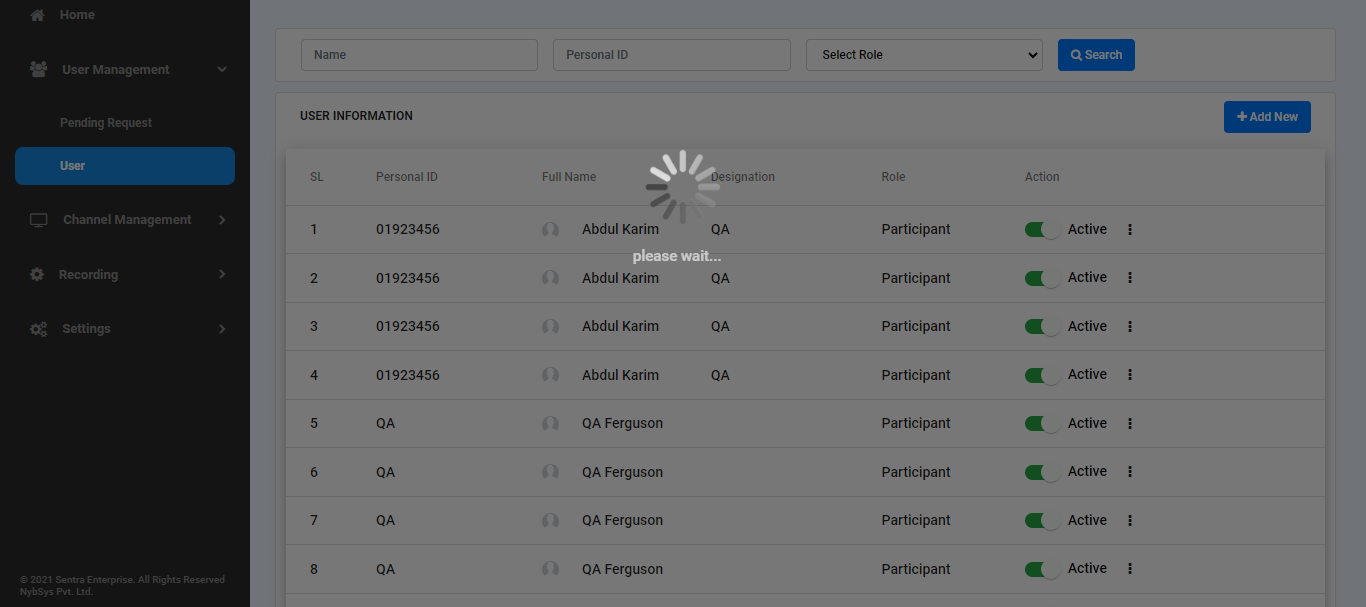 Home
User Management
Pending Request
User
Channel Management
Recording
Settings
© 2021 Sentra Enterprise. All Rights Reserved
NybSys Pvt. Ltd.
Name Personal ID Select Role Search
USER INFORMATION Add New
SL Personal ID Full Name Designation Role Action
1 01923456 Abdul Karim QA Participant Active
please wait...
2 01923456 Abdul Karim QA Participant Active
3 01923456 Abdul Karim QA Participant Active
4 01923456 Abdul Karim QA Participant Active
5 QA QA Ferguson Participant Active
6 QA QA Ferguson Participant Active
7 QA QA Ferguson Participant Active
8 QA QA Ferguson Participant Active